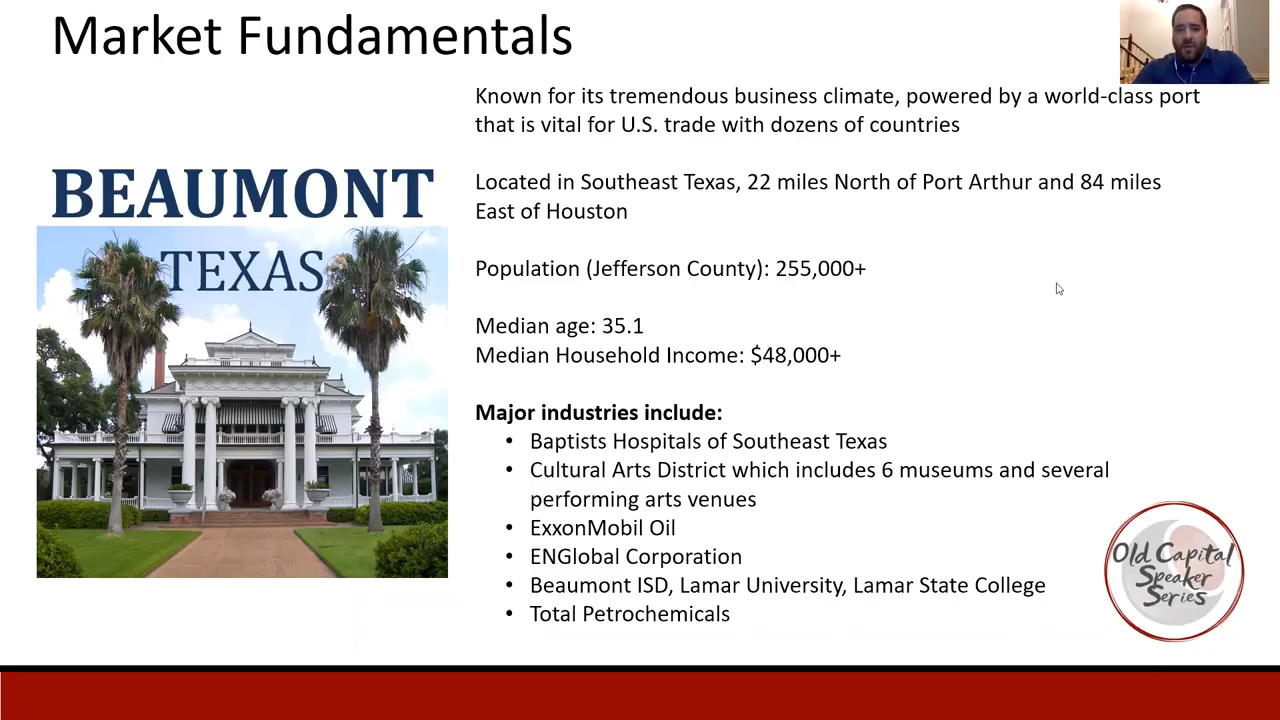 Market Fundamentals
Known for its tremendous business climate, powered by a world-class port
that is vital for U.S. trade with dozens of countries
BEAUMONT
TEXAS
Located in Southeast Texas, 22 miles North of Port Arthur and 84 miles
East of Houston
Population (Jefferson County): 255,000+
Median age: 35.1
Median Household Income: $48,000+
Major industries include:
• Baptists Hospitals of Southeast Texas
• Cultural Arts District which includes 6 museums and several
performing arts venues
• ExxonMobil Oil
• ENGlobal Corporation
• Beaumont ISD, Lamar University, Lamar State College
• Total Petrochemicals
Old Capital
Speaker
Series